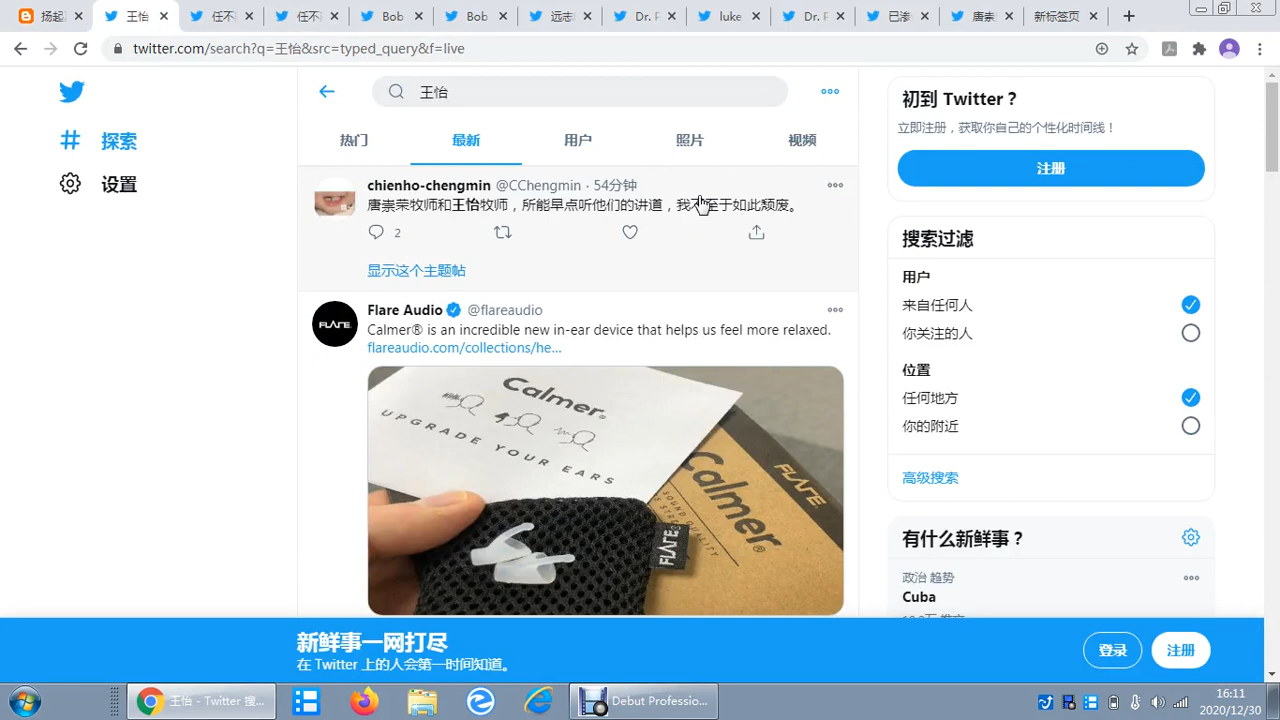 扬起
王怡
任不
任不
Bob
Bob
远志
Dr. F
luke
Dr. E
已渗
唐崇
新标签页
twitter.com/search?q=王怡&src=typed_query&f=live
探索
设置
王怡
热门 最新 用户 照片 视频
chienho-chengmin @CChengmin · 54分钟
唐崇荣牧师和王怡牧师，所能早点听他们的讲道，我不至于如此颓废。
2
显示这个主题帖
Flare Audio @flareaudio
Calmer® is an incredible new in-ear device that helps us feel more relaxed.
flareaudio.com/collections/he...
FLARE
Calmer.
UPGRADE YOUR EARS
FLARE
Calmer
FLARE
初到 Twitter？
立即注册，获取你自己的个性化时间线！
注册
搜索过滤
用户
来自任何人
你关注的人
位置
任何地方
你的附近
高级搜索
有什么新鲜事？
政治 趋势
Cuba
新鲜事一网打尽
在 Twitter 上的人会第一时间知道。
登录 注册
王怡 - Twitter 搜...
Debut Professio...
16:11
2020/12/30